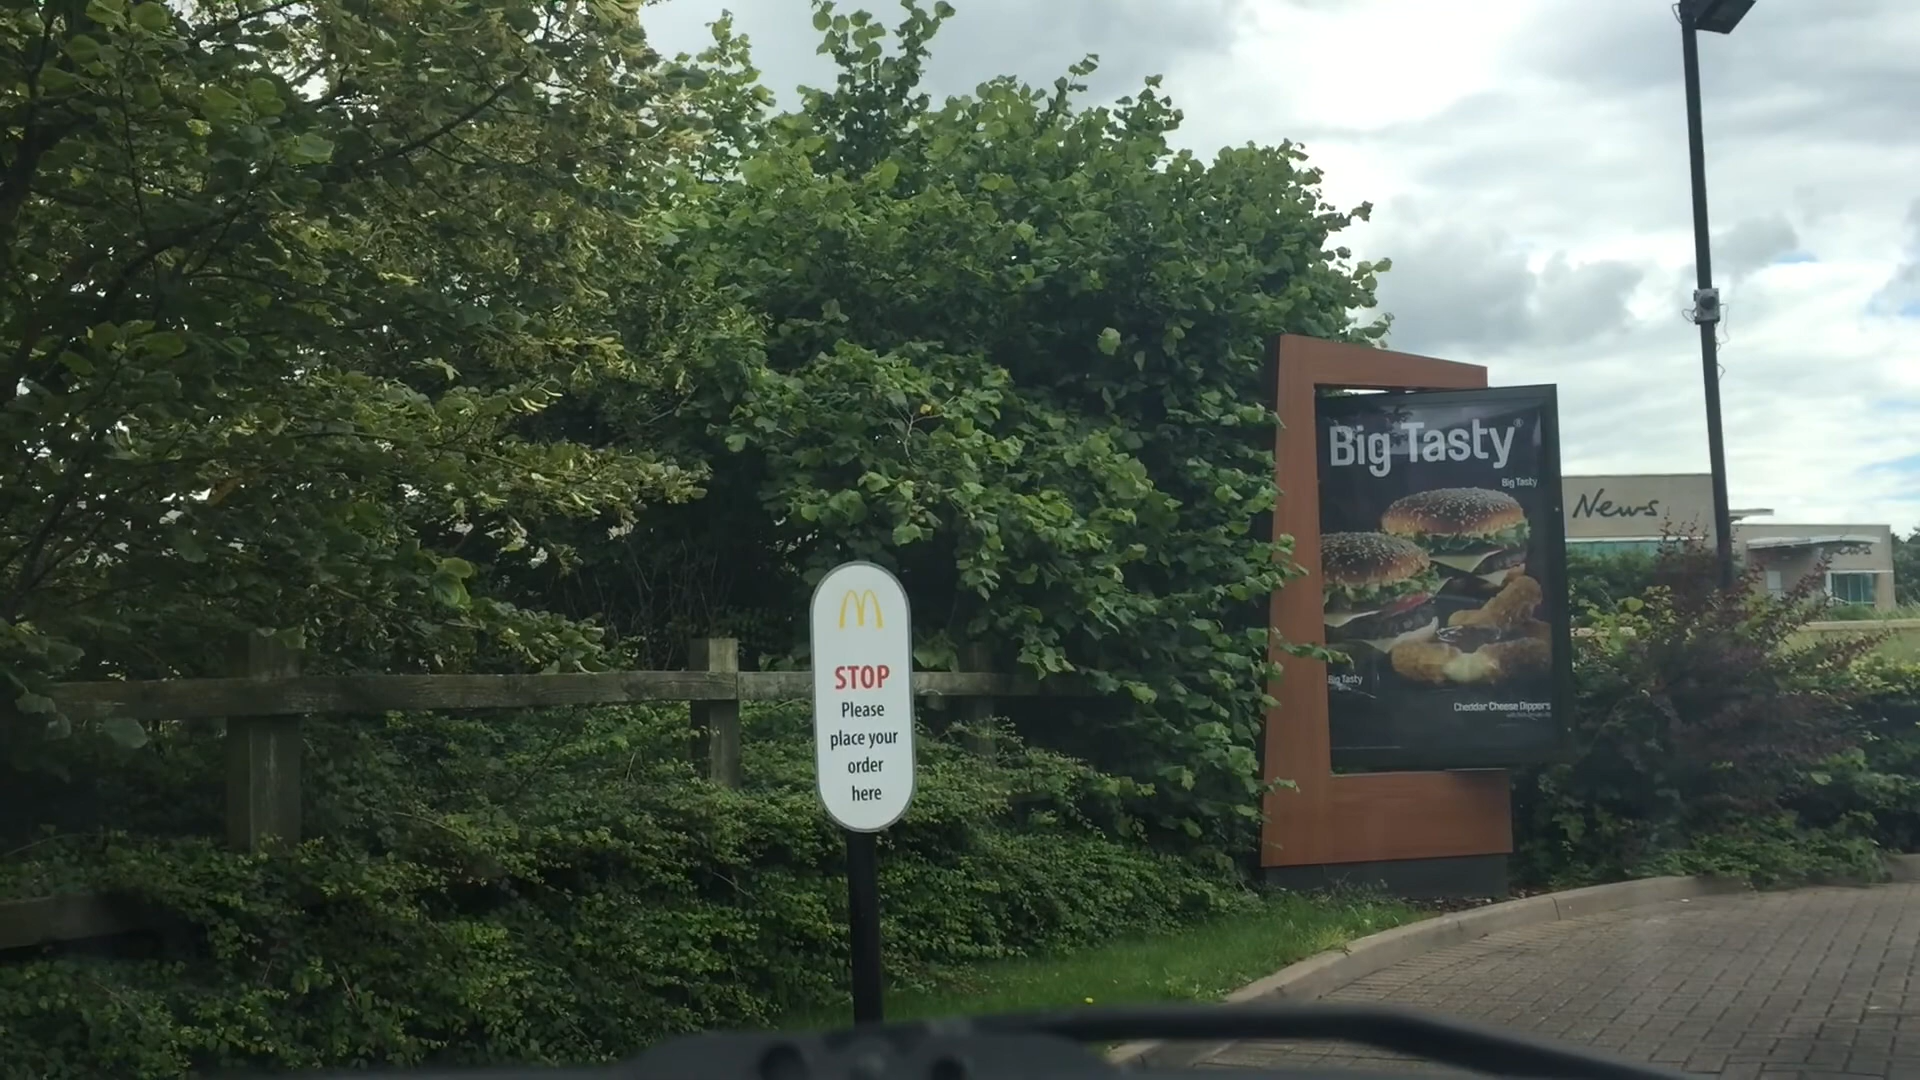 STOP
Please
place your
order
here
Big Tasty®
Big Tasty
Big Tasty
Cheddar Cheese Dippers
News